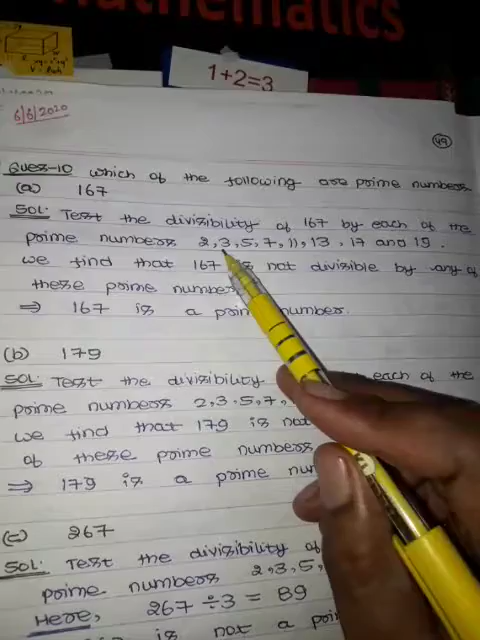 mathematics
1+2=3
6/6/2020
49
Ques-10 which of the following are prime numbers
(a) 167
SOL: Test the divisibility of 167 by each of the
prime numbers 2,3,5,7,11,13,17 and 19.
we find that 167 is not divisible by any of
these prime number
⇒ 167 is a prime number.
(b) 179
SOL: Test the divisibility each of the
prime numbers 2,3.5,7,
we find that 179 is not
of these prime numbers
⇒ 179 is a prime num
(c) 267
SOL: Test the divisibility of
prime numbers 2,3,5,
Here, 267 ÷ 3 = 89
is not a pri